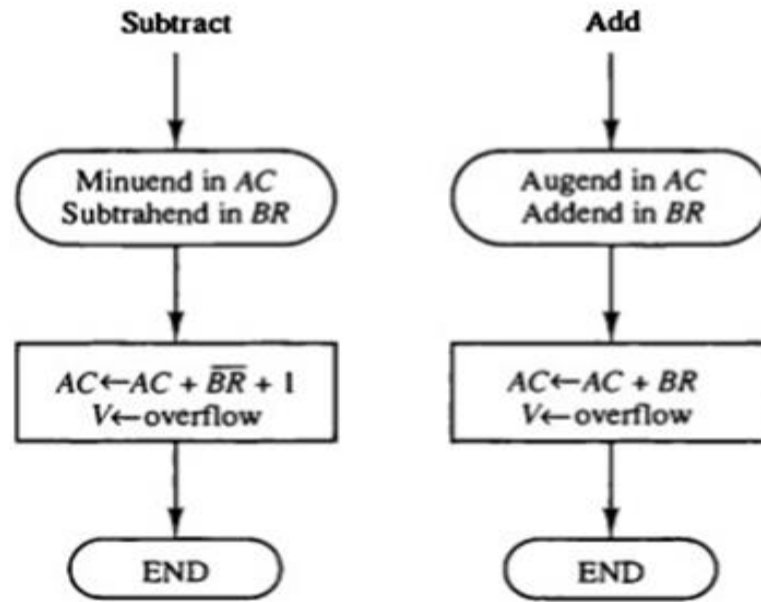 Subtract
Minuend in AC
Subtrahend in BR
AC←AC + B̅R̅ + 1
V←overflow
END
Add
Augend in AC
Addend in BR
AC←AC + BR
V←overflow
END